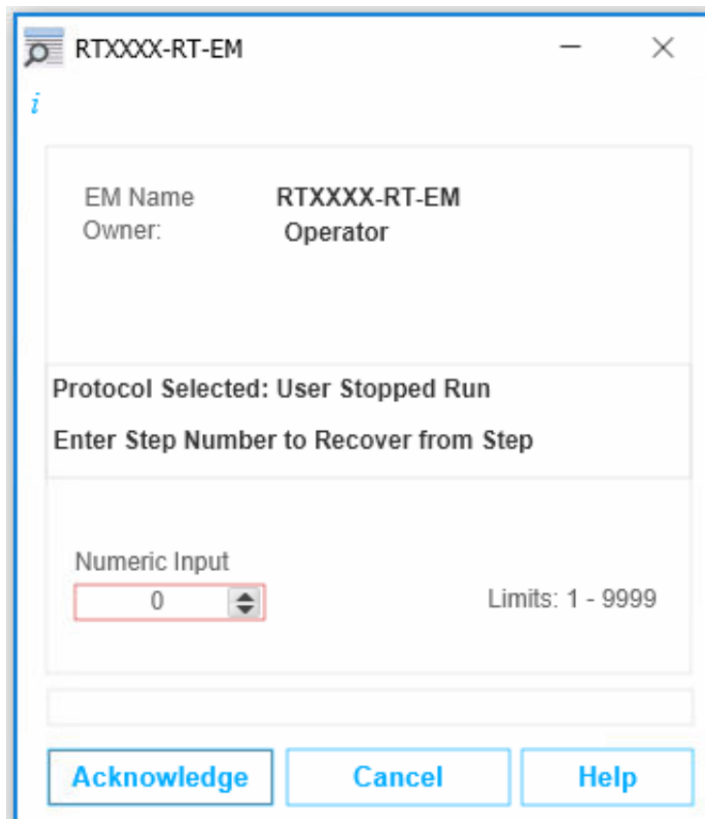 RTXXXX-RT-EM
i
EM Name RTXXXX-RT-EM
Owner: Operator
Protocol Selected: User Stopped Run
Enter Step Number to Recover from Step
Numeric Input
0 Limits: 1 - 9999
Acknowledge Cancel Help